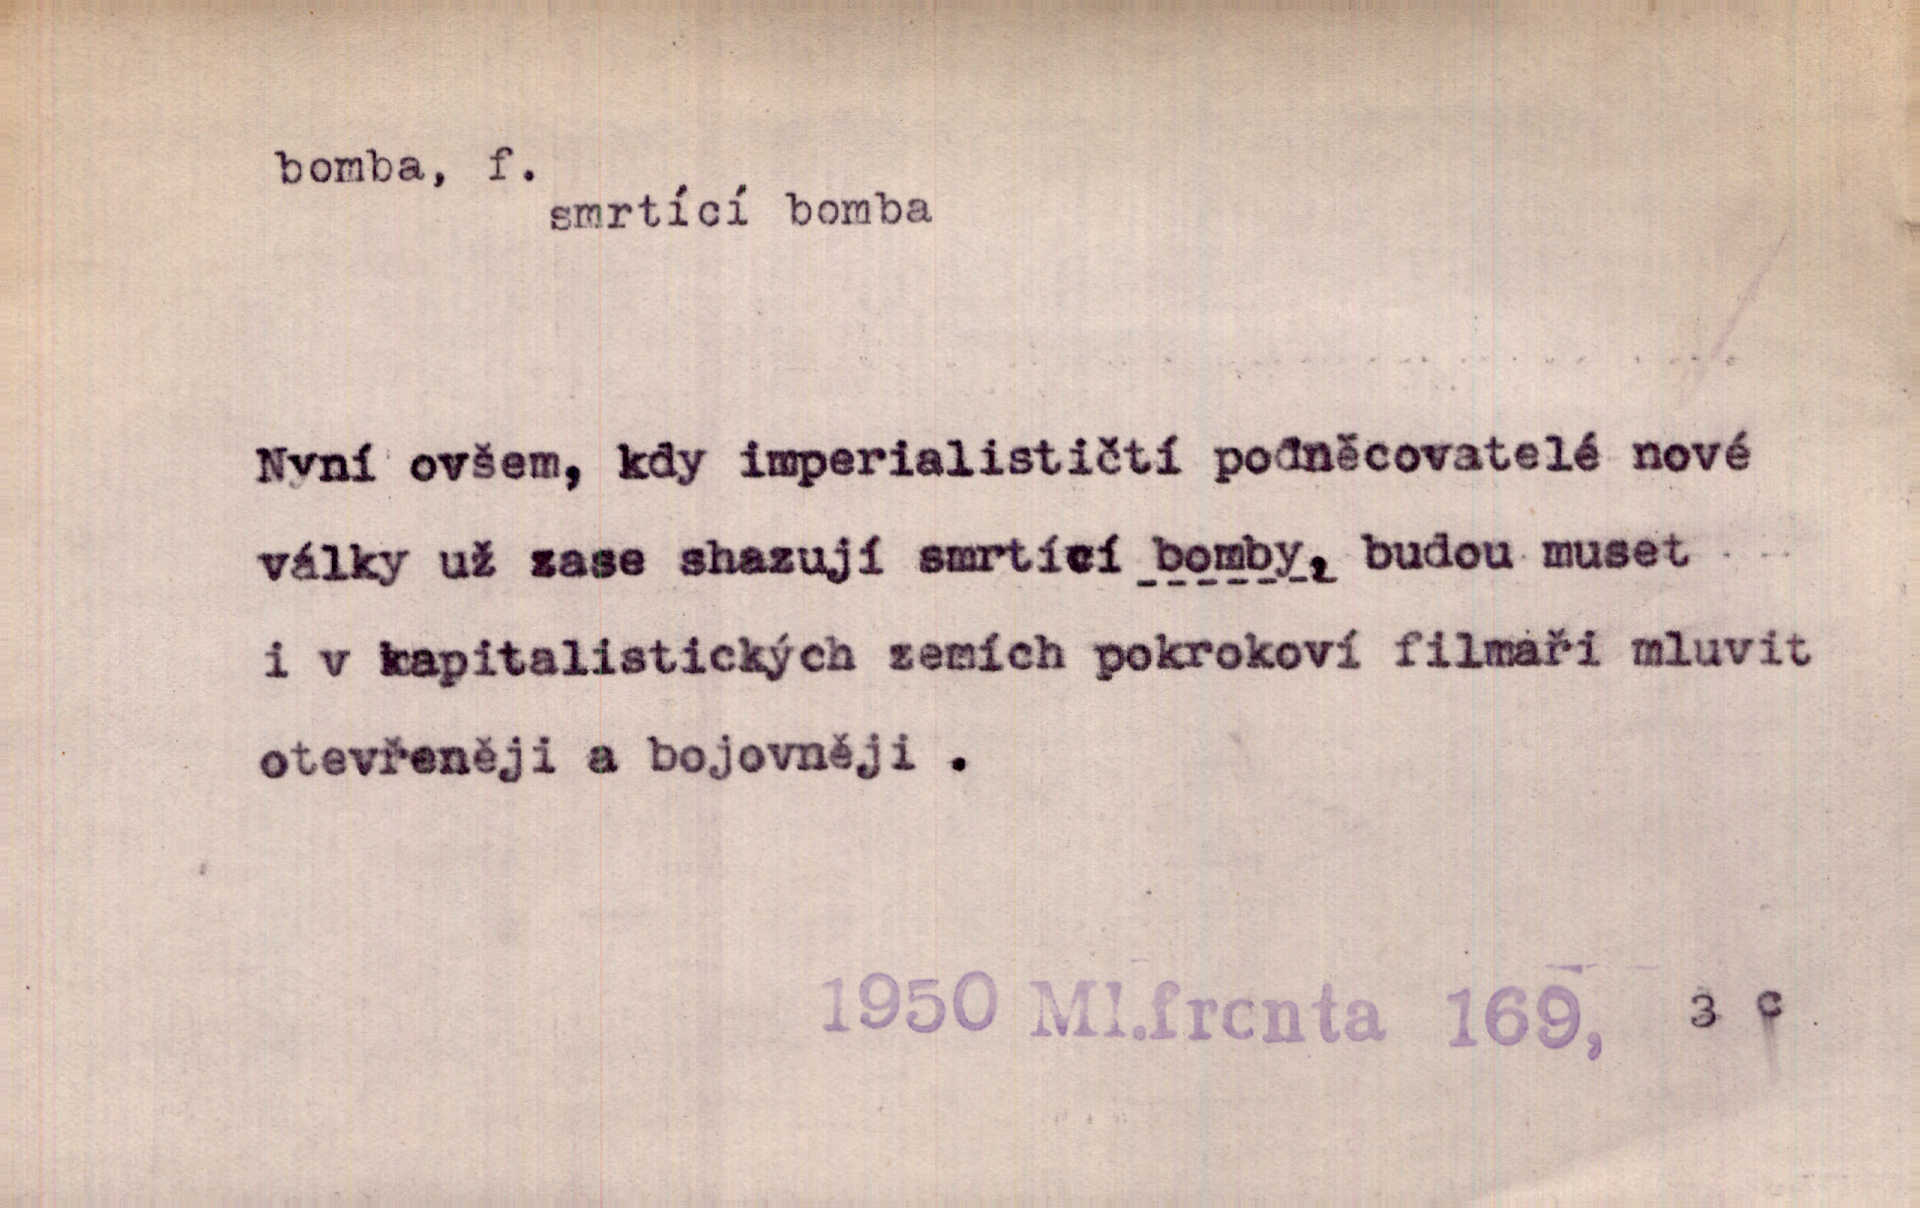 bomba, f.
smrtící bomba
Nyní ovšem, kdy imperialističtí podněcovatelé nové
války už zase shazují smrtící bomby, budou muset
i v kapitalistických zemích pokrokoví filmaři mluvit
otevřeněji a bojovněji .
1950 Ml.fronta 169, 3 c